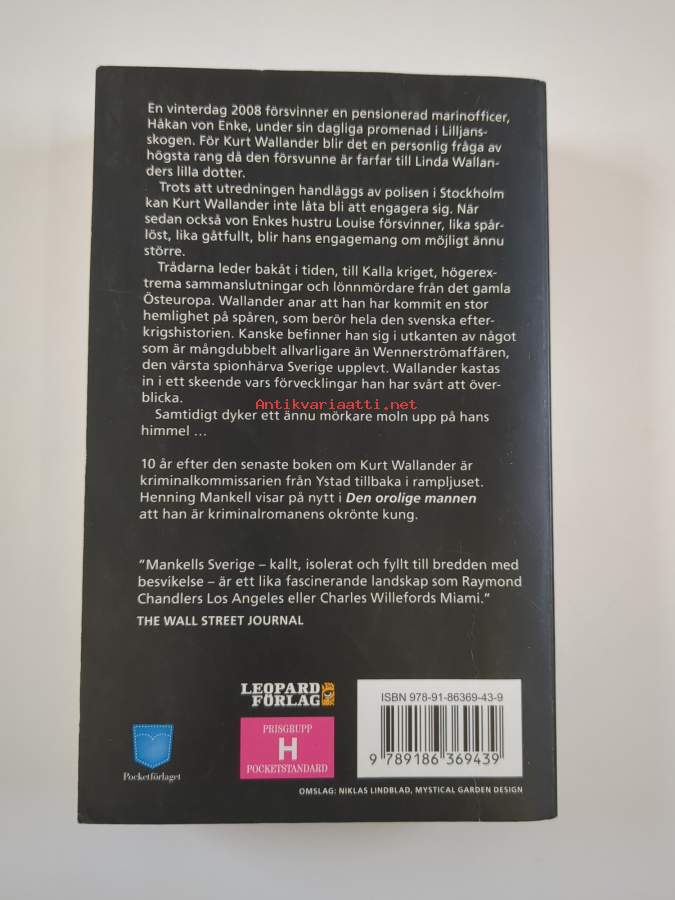 En vinterdag 2008 försvinner en pensionerad marinofficer,
Håkan von Enke, under sin dagliga promenad i Lilljans-
skogen. För Kurt Wallander blir det en personlig fråga av
högsta rang då den försvunne är farfar till Linda Wallan-
ders lilla dotter.
Trots att utredningen handläggs av polisen i Stockholm
kan Kurt Wallander inte låta bli att engagera sig. När
sedan också von Enkes hustru Louise försvinner, lika spår-
löst, lika gåtfullt, blir hans engagemang om möjligt ännu
större.
Trådarna leder bakåt i tiden, till Kalla kriget, högerex-
trema sammanslutningar och lönnmördare från det gamla
Östeuropa. Wallander anar att han har kommit en stor
hemlighet på spåren, som berör hela den svenska efter-
krigshistorien. Kanske befinner han sig i utkanten av något
som är mångdubbelt allvarligare än Wennerströmaffären,
den värsta spionhärva Sverige upplevt. Wallander kastas
in i ett skeende vars förvecklingar han har svårt att över-
blicka.
Antikvariaatti.net
Samtidigt dyker ett ännu mörkare moln upp på hans
himmel ...
10 år efter den senaste boken om Kurt Wallander är
kriminalkommissarien från Ystad tillbaka i rampljuset.
Henning Mankell visar på nytt i Den orolige mannen
att han är kriminalromanens okrönte kung.
”Mankells Sverige – kallt, isolerat och fyllt till bredden med
besvikelse – är ett lika fascinerande landskap som Raymond
Chandlers Los Angeles eller Charles Willefords Miami.”
THE WALL STREET JOURNAL
LEOPARD
FÖRLAG
ISBN 978-91-86369-43-9
PRISGRUPP
H
POCKETSTANDARD
9 789186 369439
Pocketförlaget
OMSLAG: NIKLAS LINDBLAD, MYSTICAL GARDEN DESIGN